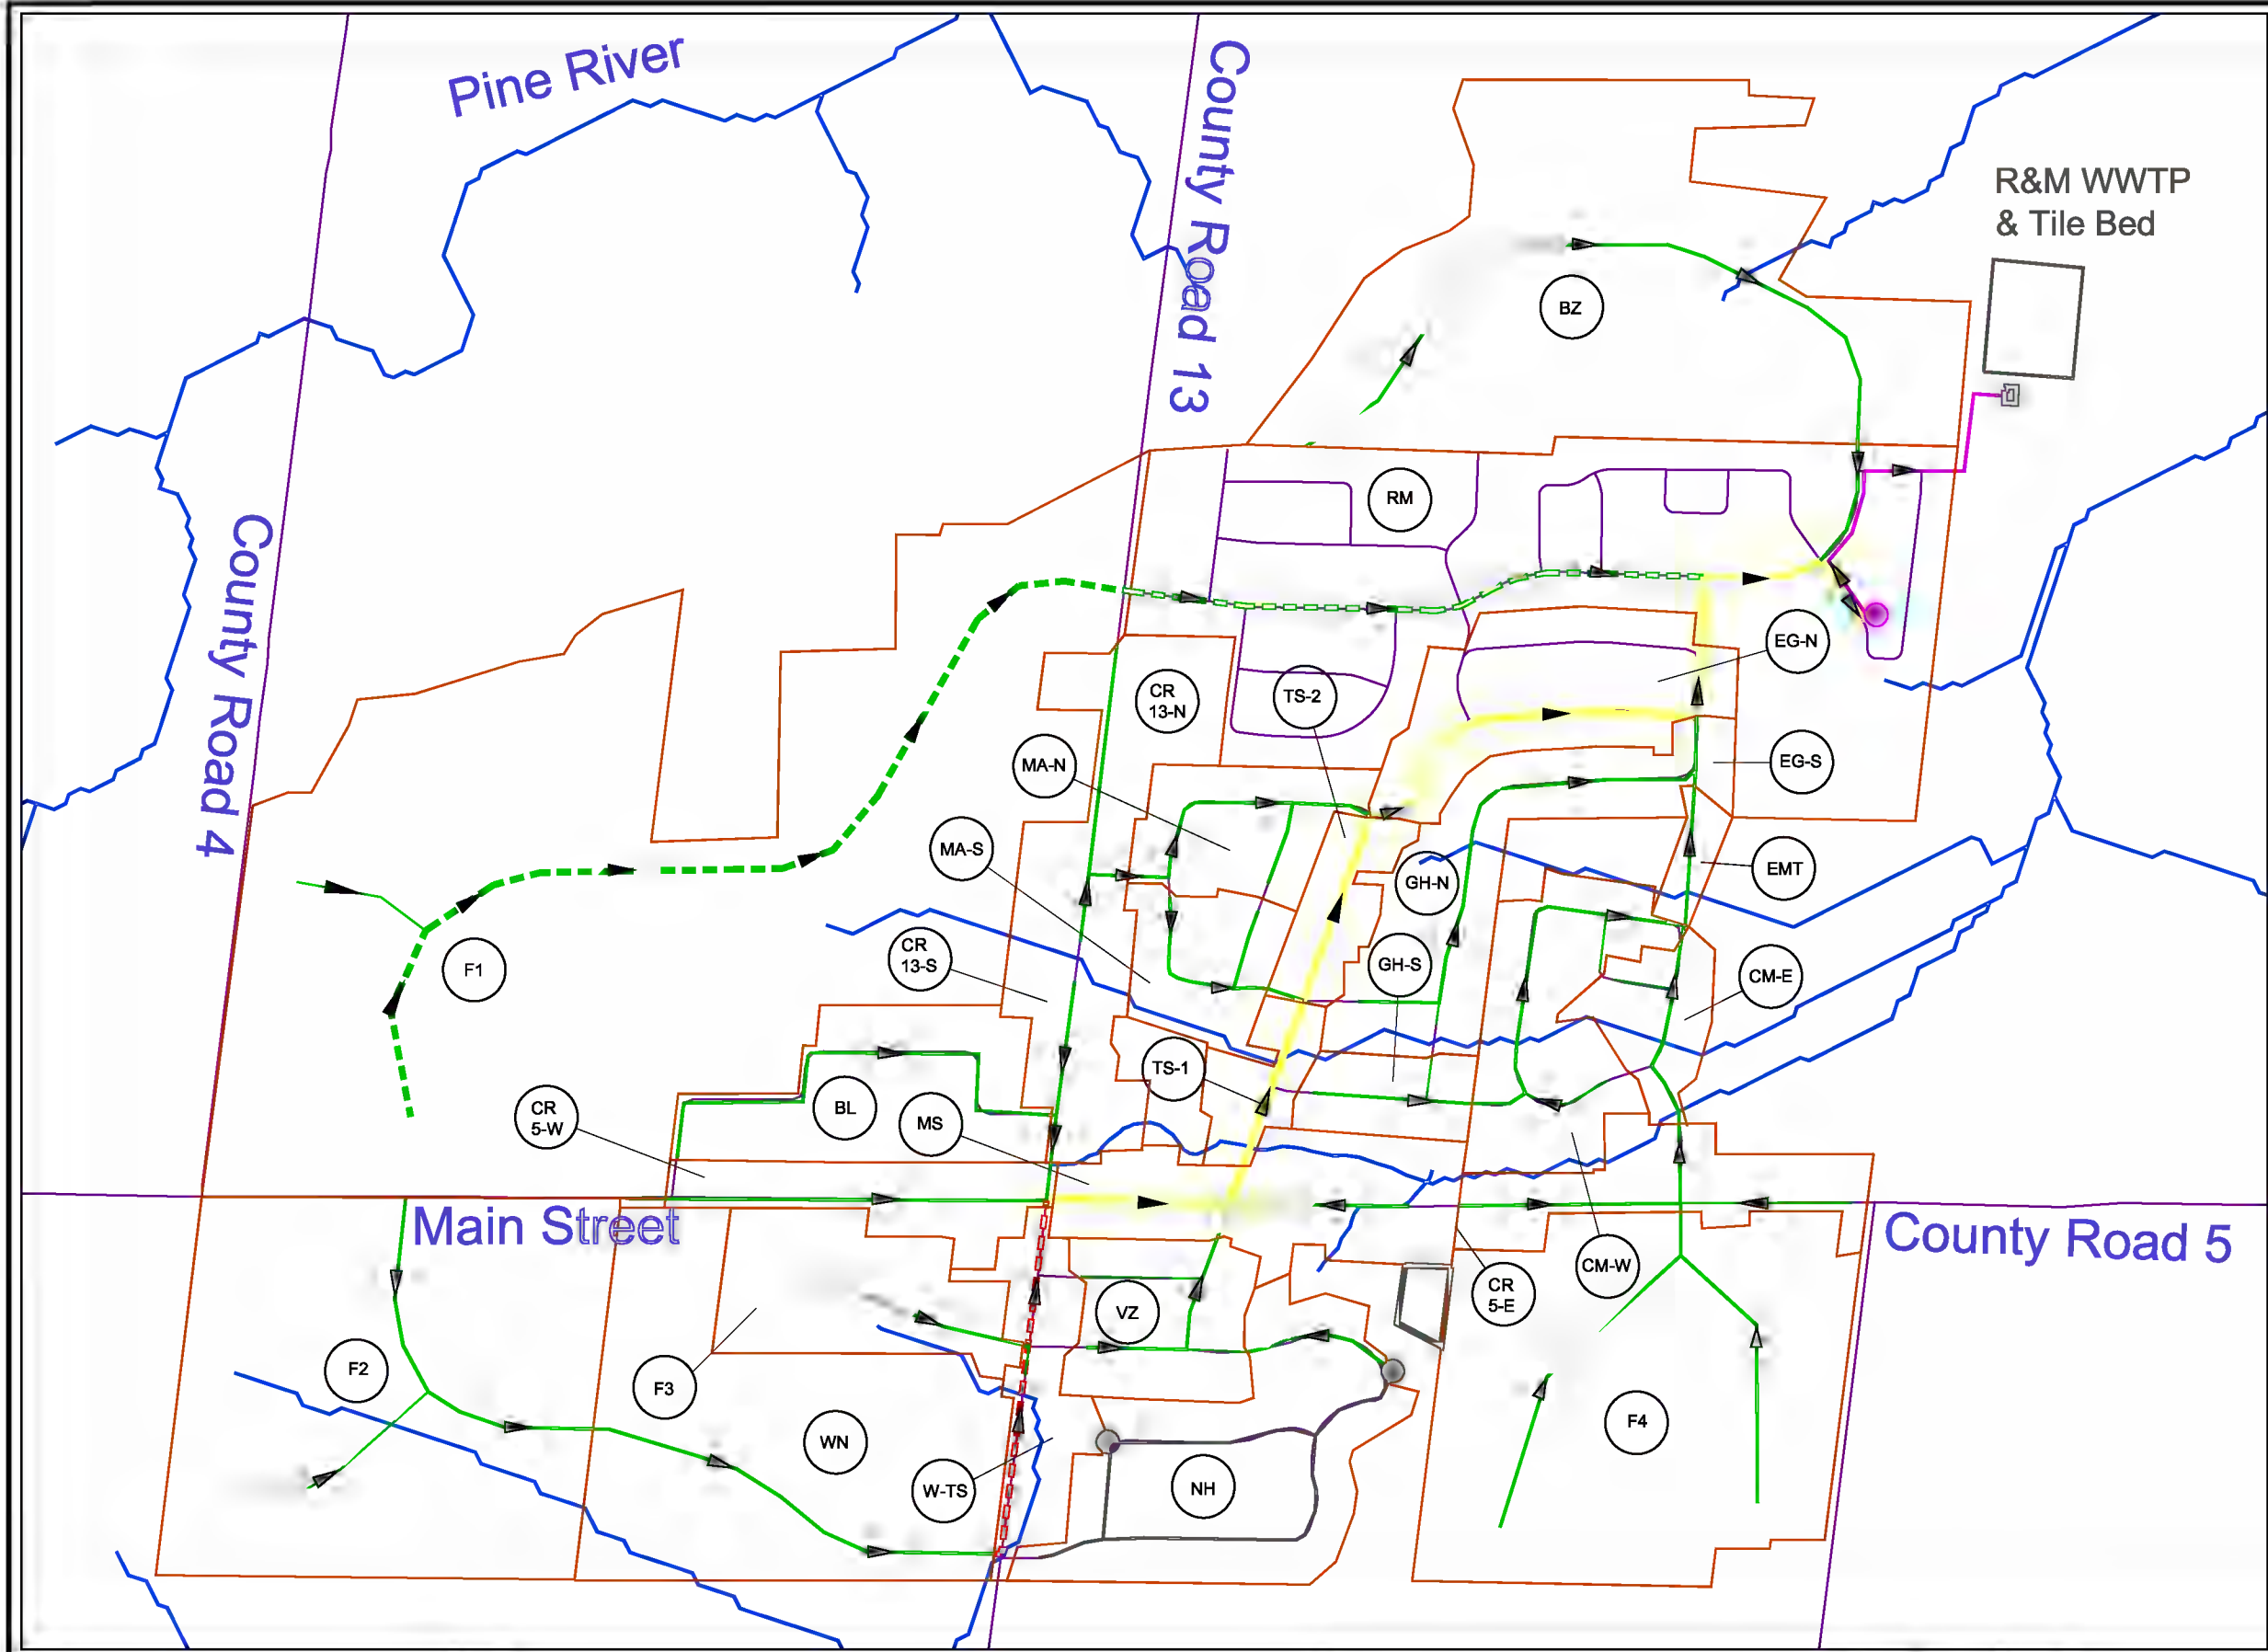 Pine River
County Road 13
R&M WWTP
& Tile Bed
BZ
RM
County Road 4
EG-N
TS-2
CR
13-N
MA-N
EG-S
MA-S
EMT
GH-N
CR
13-S
GH-S
F1
CM-E
TS-1
BL
CR
5-W
MS
Main Street
County Road 5
CM-W
CR
5-E
VZ
F2
F3
F4
WN
W-TS
NH